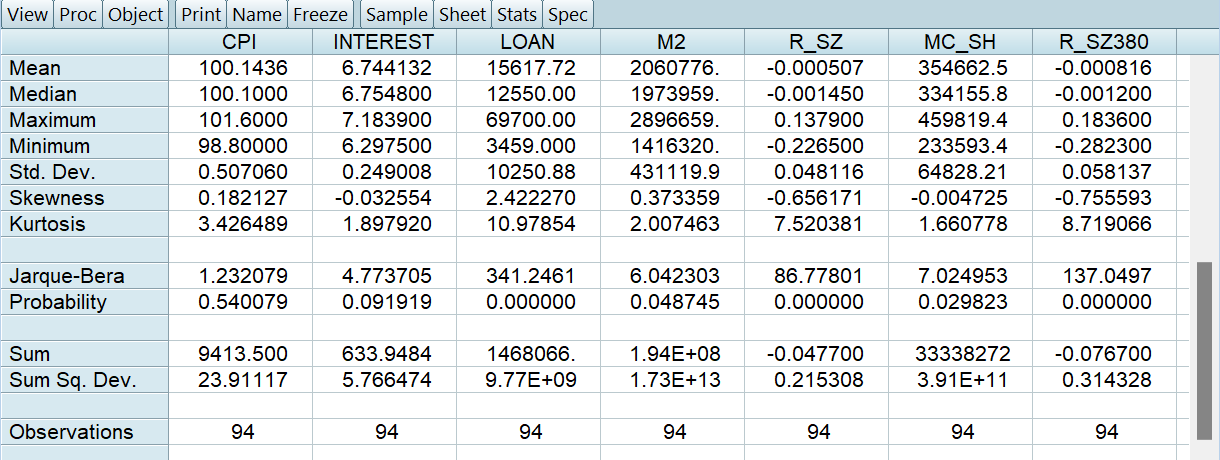 View Proc Object Print Name Freeze Sample Sheet Stats Spec
CPI INTEREST LOAN M2 R_SZ MC_SH R_SZ380
Mean 100.1436 6.744132 15617.72 2060776. -0.000507 354662.5 -0.000816
Median 100.1000 6.754800 12550.00 1973959. -0.001450 334155.8 -0.001200
Maximum 101.6000 7.183900 69700.00 2896659. 0.137900 459819.4 0.183600
Minimum 98.80000 6.297500 3459.000 1416320. -0.226500 233593.4 -0.282300
Std. Dev. 0.507060 0.249008 10250.88 431119.9 0.048116 64828.21 0.058137
Skewness 0.182127 -0.032554 2.422270 0.373359 -0.656171 -0.004725 -0.755593
Kurtosis 3.426489 1.897920 10.97854 2.007463 7.520381 1.660778 8.719066
Jarque-Bera 1.232079 4.773705 341.2461 6.042303 86.77801 7.024953 137.0497
Probability 0.540079 0.091919 0.000000 0.048745 0.000000 0.029823 0.000000
Sum 9413.500 633.9484 1468066. 1.94E+08 -0.047700 33338272 -0.076700
Sum Sq. Dev. 23.91117 5.766474 9.77E+09 1.73E+13 0.215308 3.91E+11 0.314328
Observations 94 94 94 94 94 94 94